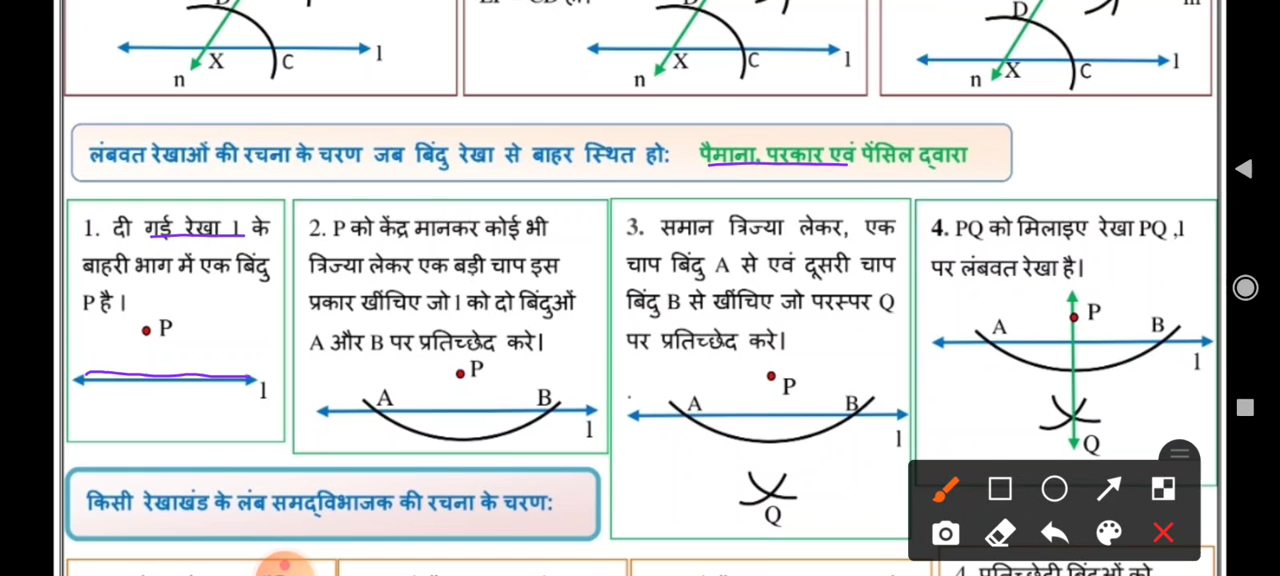 X
C
l
n
X
C
l
n
D
X
C
l
n
लंबवत रेखाओं की रचना के चरण जब बिंदु रेखा से बाहर स्थित हो: पैमाना, परकार एवं पेंसिल द्वारा
1. दी गई रेखा l के
बाहरी भाग में एक बिंदु
P है।
P
l
2. P को केंद्र मानकर कोई भी
त्रिज्या लेकर एक बड़ी चाप इस
प्रकार खींचिए जो l को दो बिंदुओं
A और B पर प्रतिच्छेद करे।
P
A
B
l
3. समान त्रिज्या लेकर, एक
चाप बिंदु A से एवं दूसरी चाप
बिंदु B से खींचिए जो परस्पर Q
पर प्रतिच्छेद करे।
P
A
B
l
Q
4. PQ को मिलाइए रेखा PQ ,l
पर लंबवत रेखा है।
P
A
B
l
Q
किसी रेखाखंड के लंब समद्विभाजक की रचना के चरण: